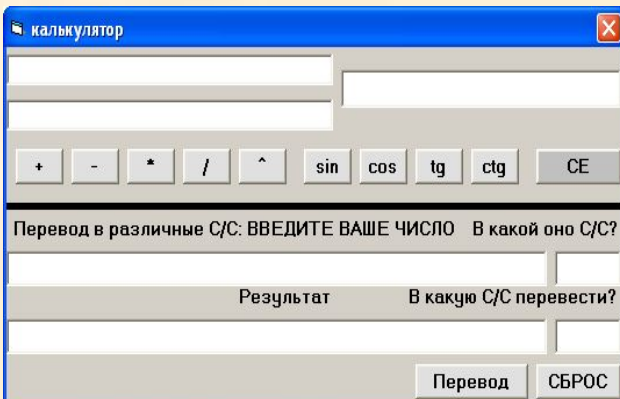 калькулятор
+ - * / ^ sin cos tg ctg CE
Перевод в различные С/С: ВВЕДИТЕ ВАШЕ ЧИСЛО В какой оно С/С?
Результат В какую С/С перевести?
Перевод СБРОС